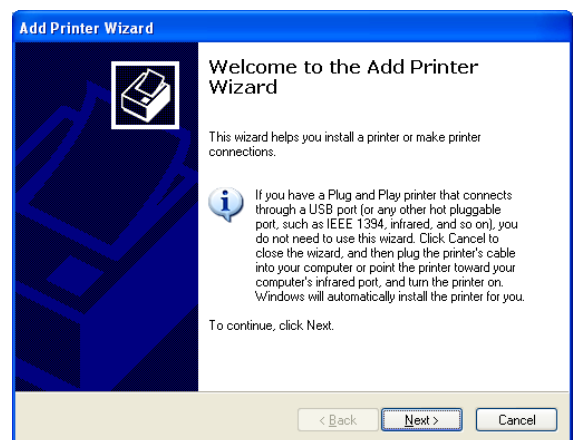 Add Printer Wizard
Welcome to the Add Printer
Wizard
This wizard helps you install a printer or make printer
connections.
If you have a Plug and Play printer that connects
through a USB port (or any other hot pluggable
port, such as IEEE 1394, infrared, and so on), you
do not need to use this wizard. Click Cancel to
close the wizard, and then plug the printer's cable
into your computer or point the printer toward your
computer's infrared port, and turn the printer on.
Windows will automatically install the printer for you.
To continue, click Next.
< Back Next > Cancel